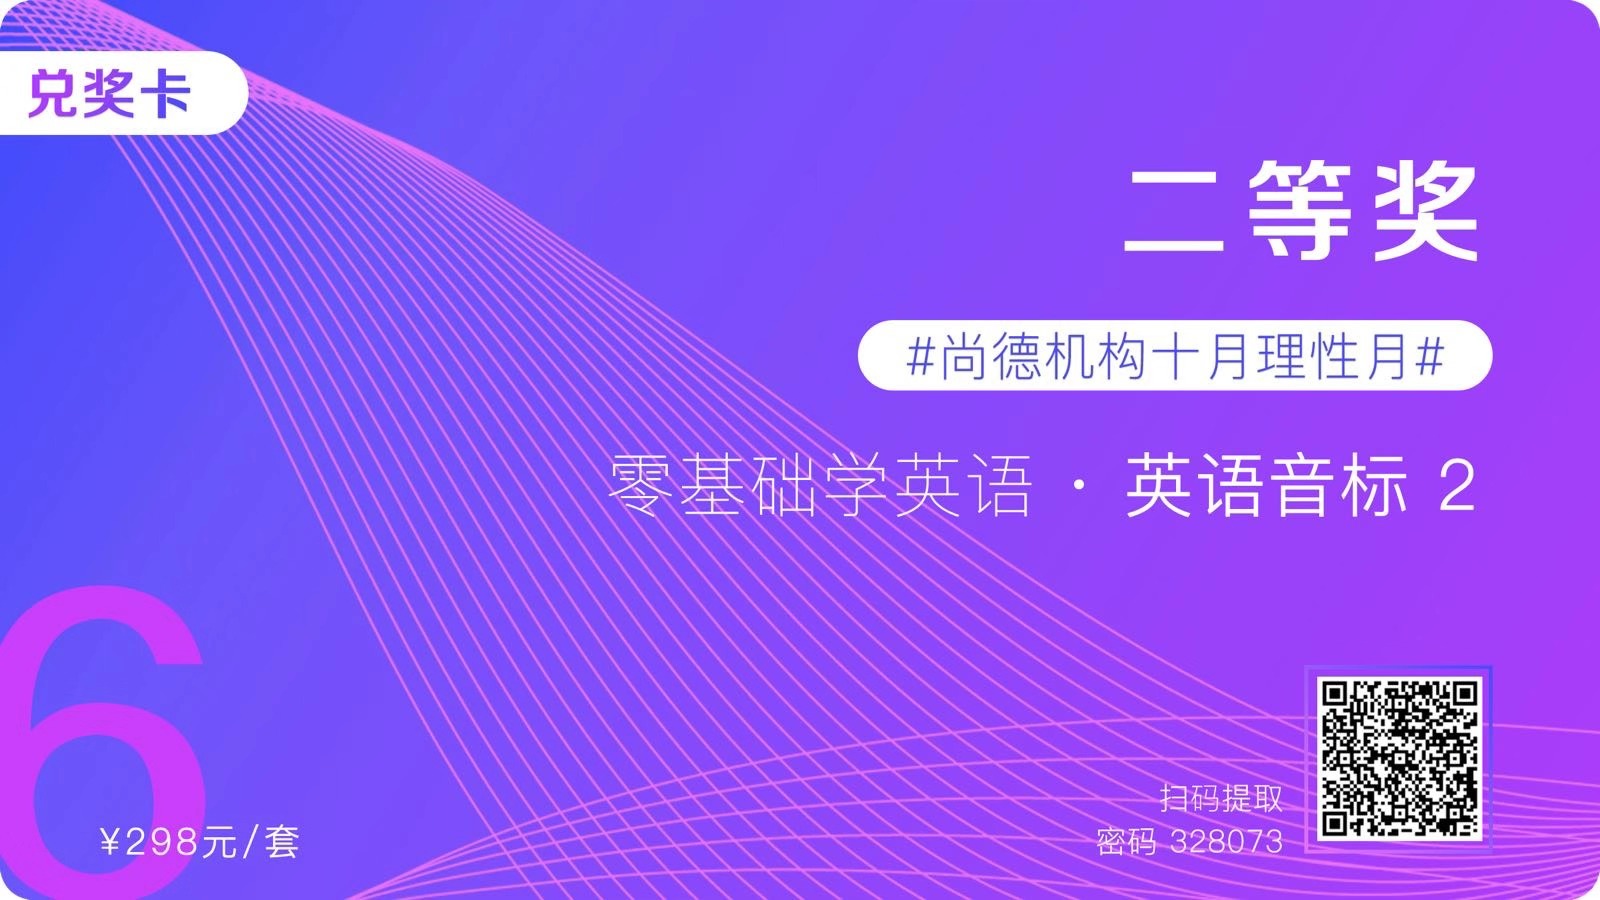 兑奖卡
二等奖
#尚德机构十月理性月#
零基础学英语 · 英语音标 2
6
扫码提取
密码 328073
¥298元/套